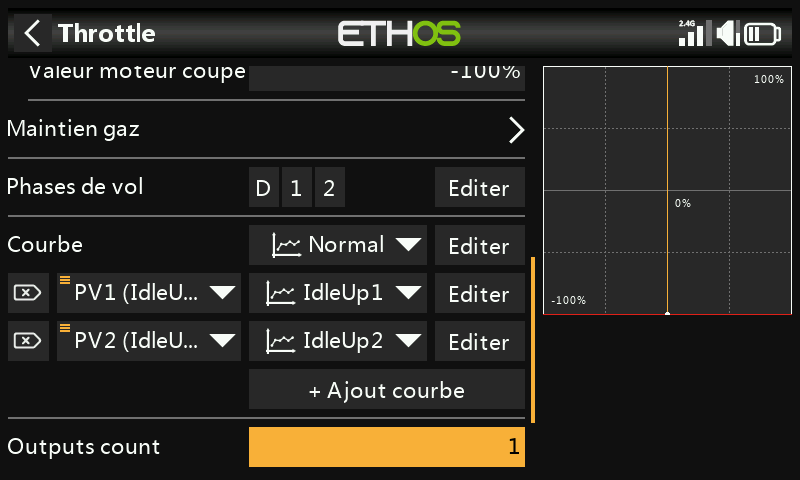 Throttle
ETHOS
2.4G
Valeur moteur coupé
-100%
Maintien gaz
Phases de vol
D 1 2
Editer
Courbe
Normal
Editer
PV1 (IdleU...
IdleUp1
Editer
PV2 (IdleU...
IdleUp2
Editer
+ Ajout courbe
Outputs count
1
100%
0%
-100%